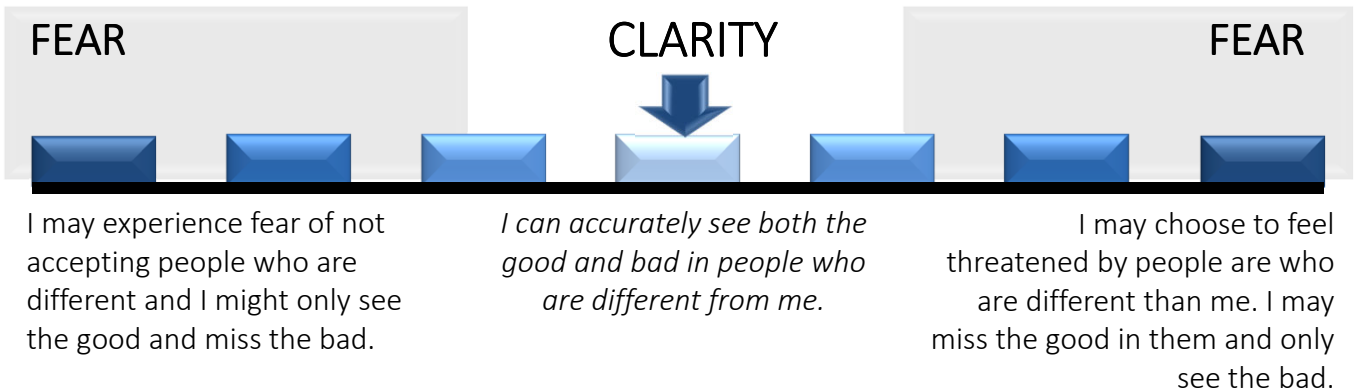 FEAR
CLARITY
FEAR
I may experience fear of not
accepting people who are
different and I might only see
the good and miss the bad.
I can accurately see both the
good and bad in people who
are different from me.
I may choose to feel
threatened by people are who
are different than me. I may
miss the good in them and only
see the bad.